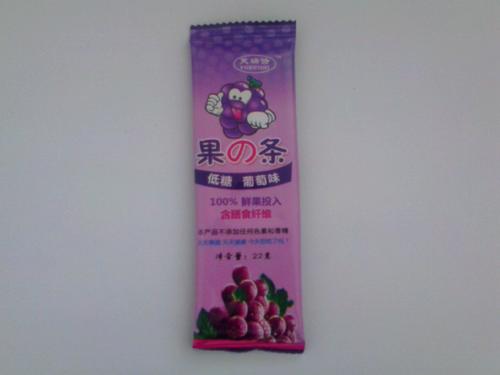 果の条
低糖 葡萄味
100% 鲜果投入
含膳食纤维
本产品不添加任何色素和香精
净含量：22克